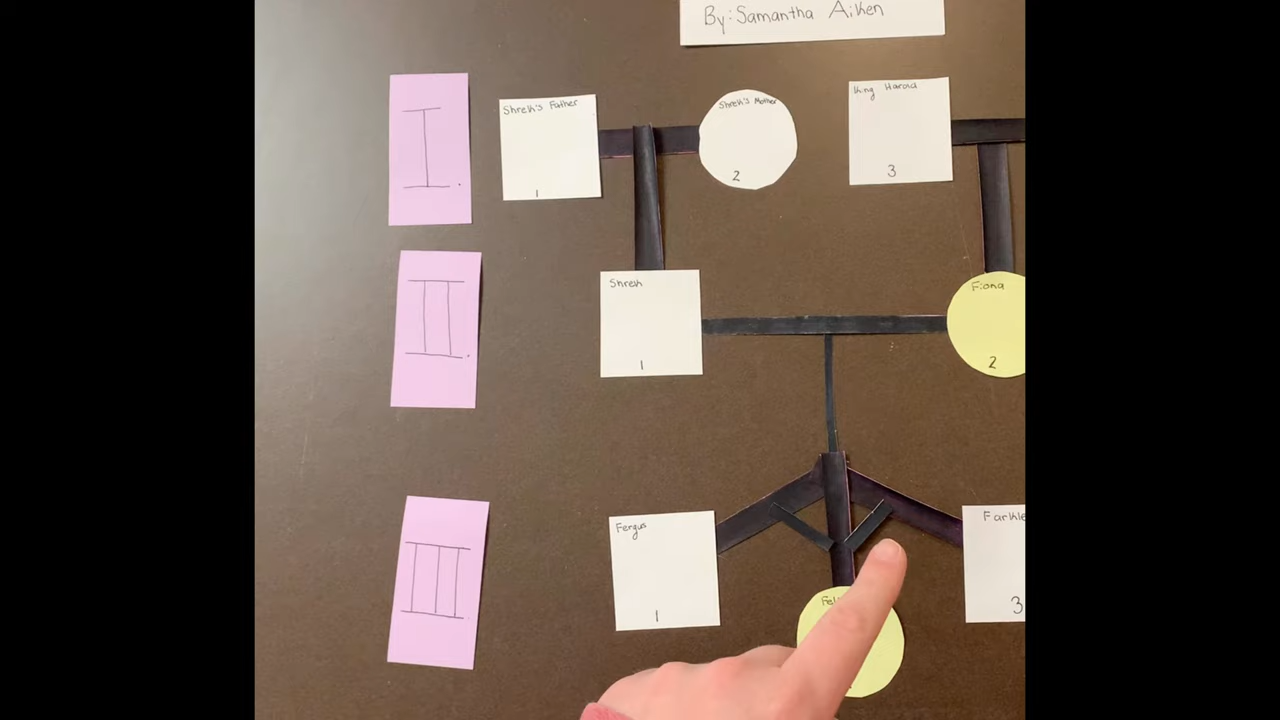 By: Samantha Aiken
I.
Shrek's Father
1
Shrek's Mother
2
King Harold
3
II.
Shrek
1
Fiona
2
III
Fergus
1
Farkle
3